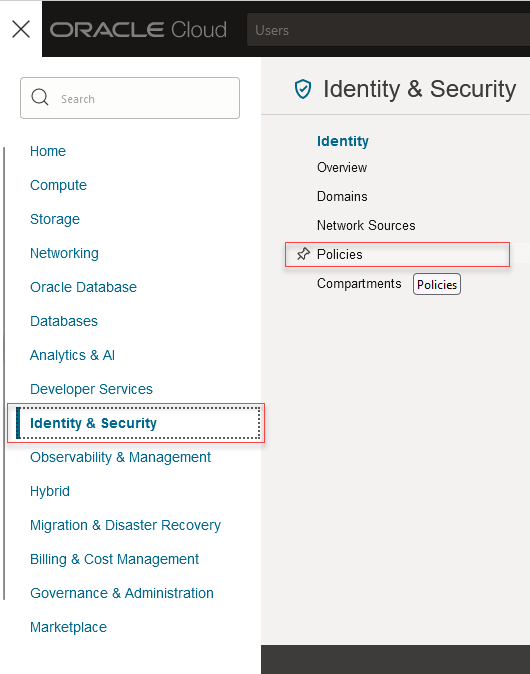 ORACLE Cloud
Users
Search
Home
Compute
Storage
Networking
Oracle Database
Databases
Analytics & AI
Developer Services
Identity & Security
Observability & Management
Hybrid
Migration & Disaster Recovery
Billing & Cost Management
Governance & Administration
Marketplace
Identity & Security
Identity
Overview
Domains
Network Sources
Policies
Compartments
Policies